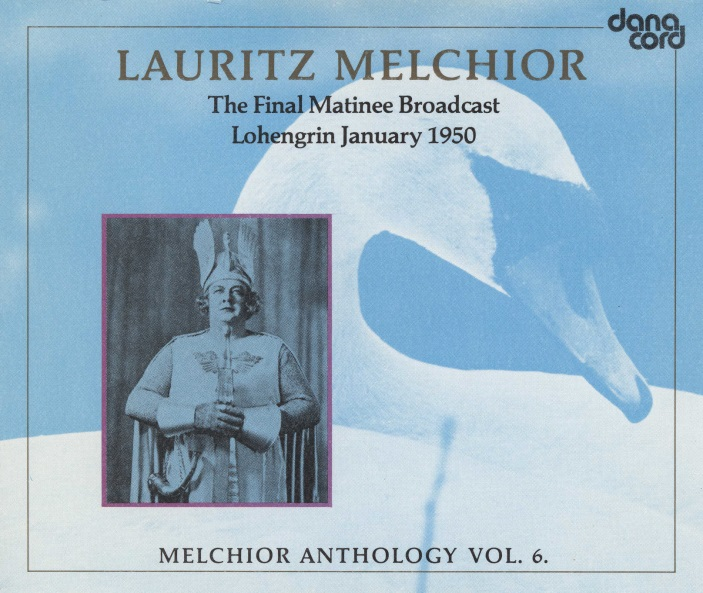 dana
cord
LAURITZ MELCHIOR
The Final Matinee Broadcast
Lohengrin January 1950
MELCHIOR ANTHOLOGY VOL. 6.